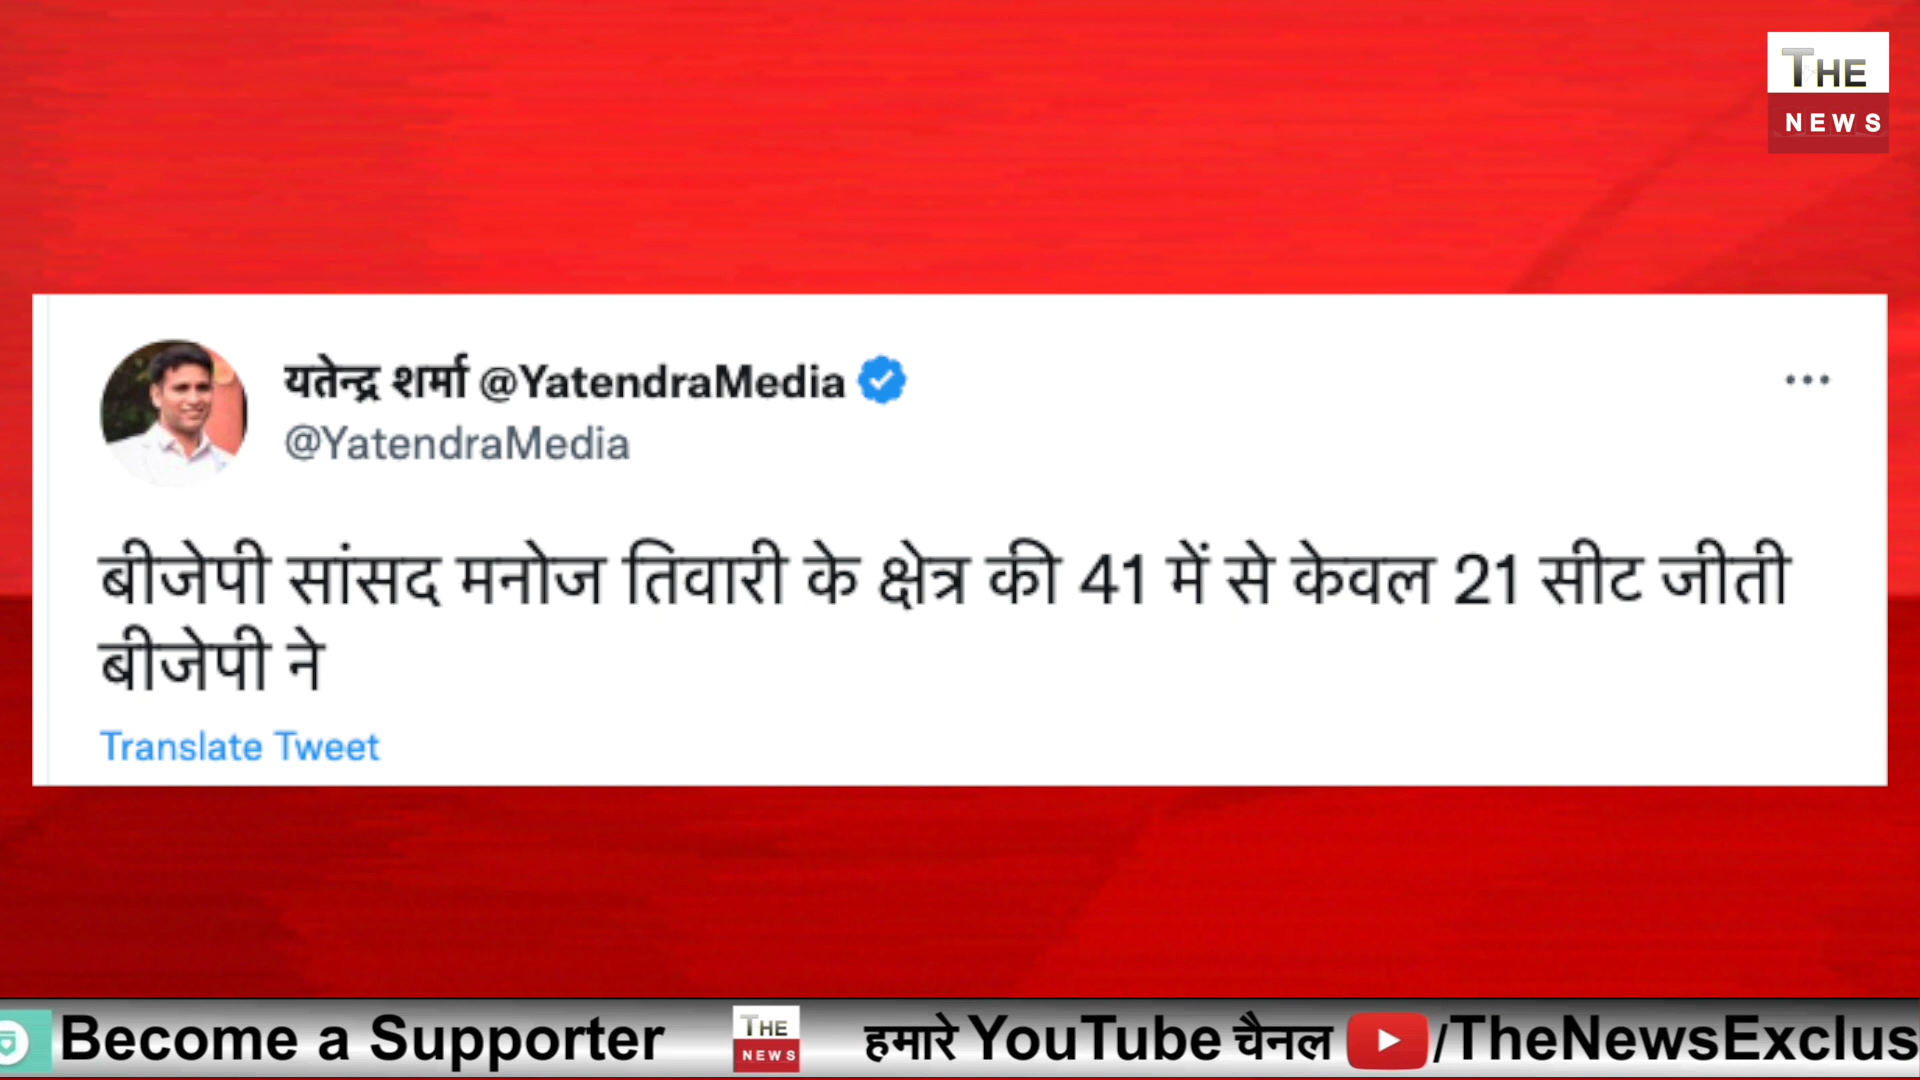 THE
NEWS
यतेन्द्र शर्मा @YatendraMedia
@YatendraMedia
बीजेपी सांसद मनोज तिवारी के क्षेत्र की 41 में से केवल 21 सीट जीती
बीजेपी ने
Translate Tweet
Become a Supporter THE NEWS हमारे YouTube चैनल /TheNewsExclus